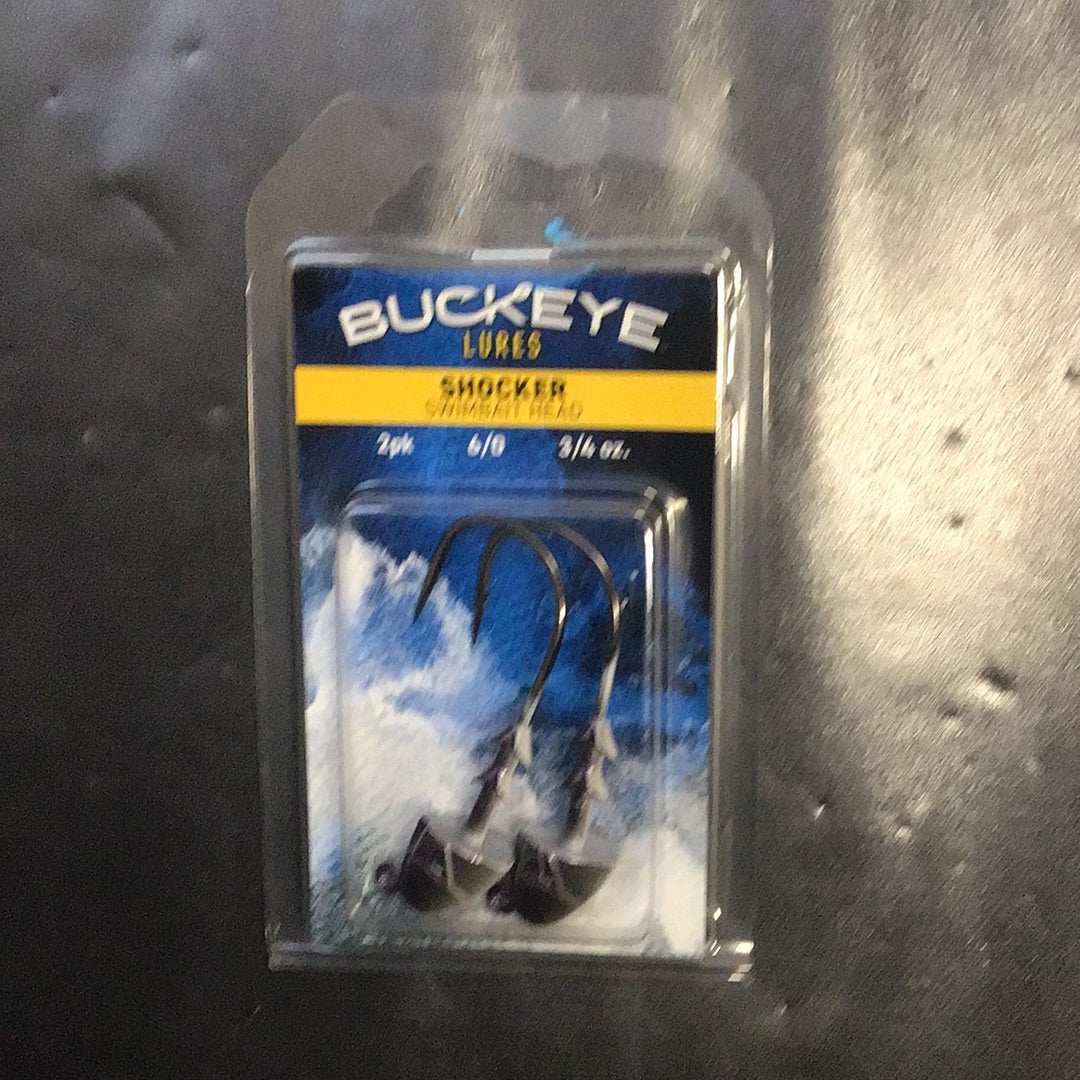 BUCKEYE
LURES
SHOCKER
SWIMBAIT HEAD
2pk 6/0 3/4 oz.